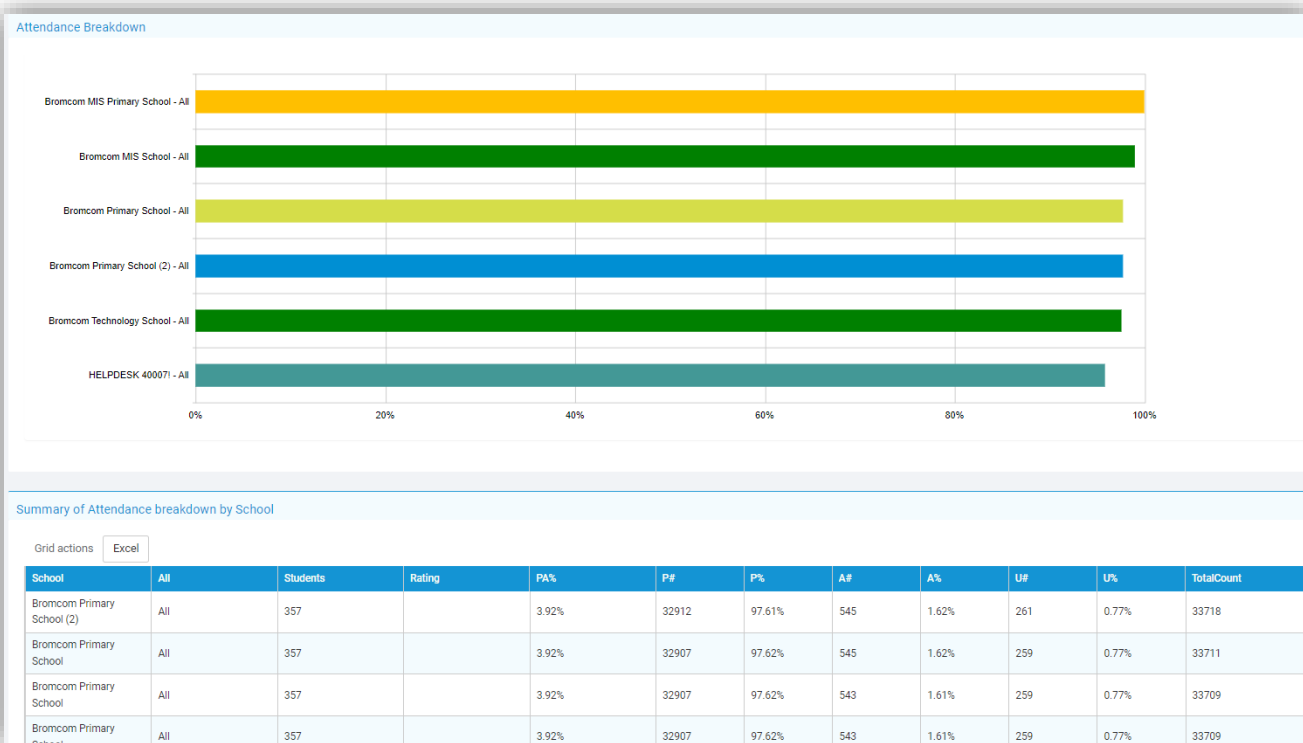 Attendance Breakdown
Bromcom MIS Primary School - All
Bromcom MIS School - All
Bromcom Primary School - All
Bromcom Primary School (2) - All
Bromcom Technology School - All
HELPDESK 40007! - All
0% 20% 40% 60% 80% 100%
Summary of Attendance breakdown by School
Grid actions Excel
School All Students Rating PA% P# P% A# A% U# U% TotalCount
Bromcom Primary
School (2) All 357 3.92% 32912 97.61% 545 1.62% 261 0.77% 33718
Bromcom Primary
School All 357 3.92% 32907 97.62% 545 1.62% 259 0.77% 33711
Bromcom Primary
School All 357 3.92% 32907 97.62% 543 1.61% 259 0.77% 33709
Bromcom Primary
All 357 3.92% 32907 97.62% 543 1.61% 259 0.77% 33709